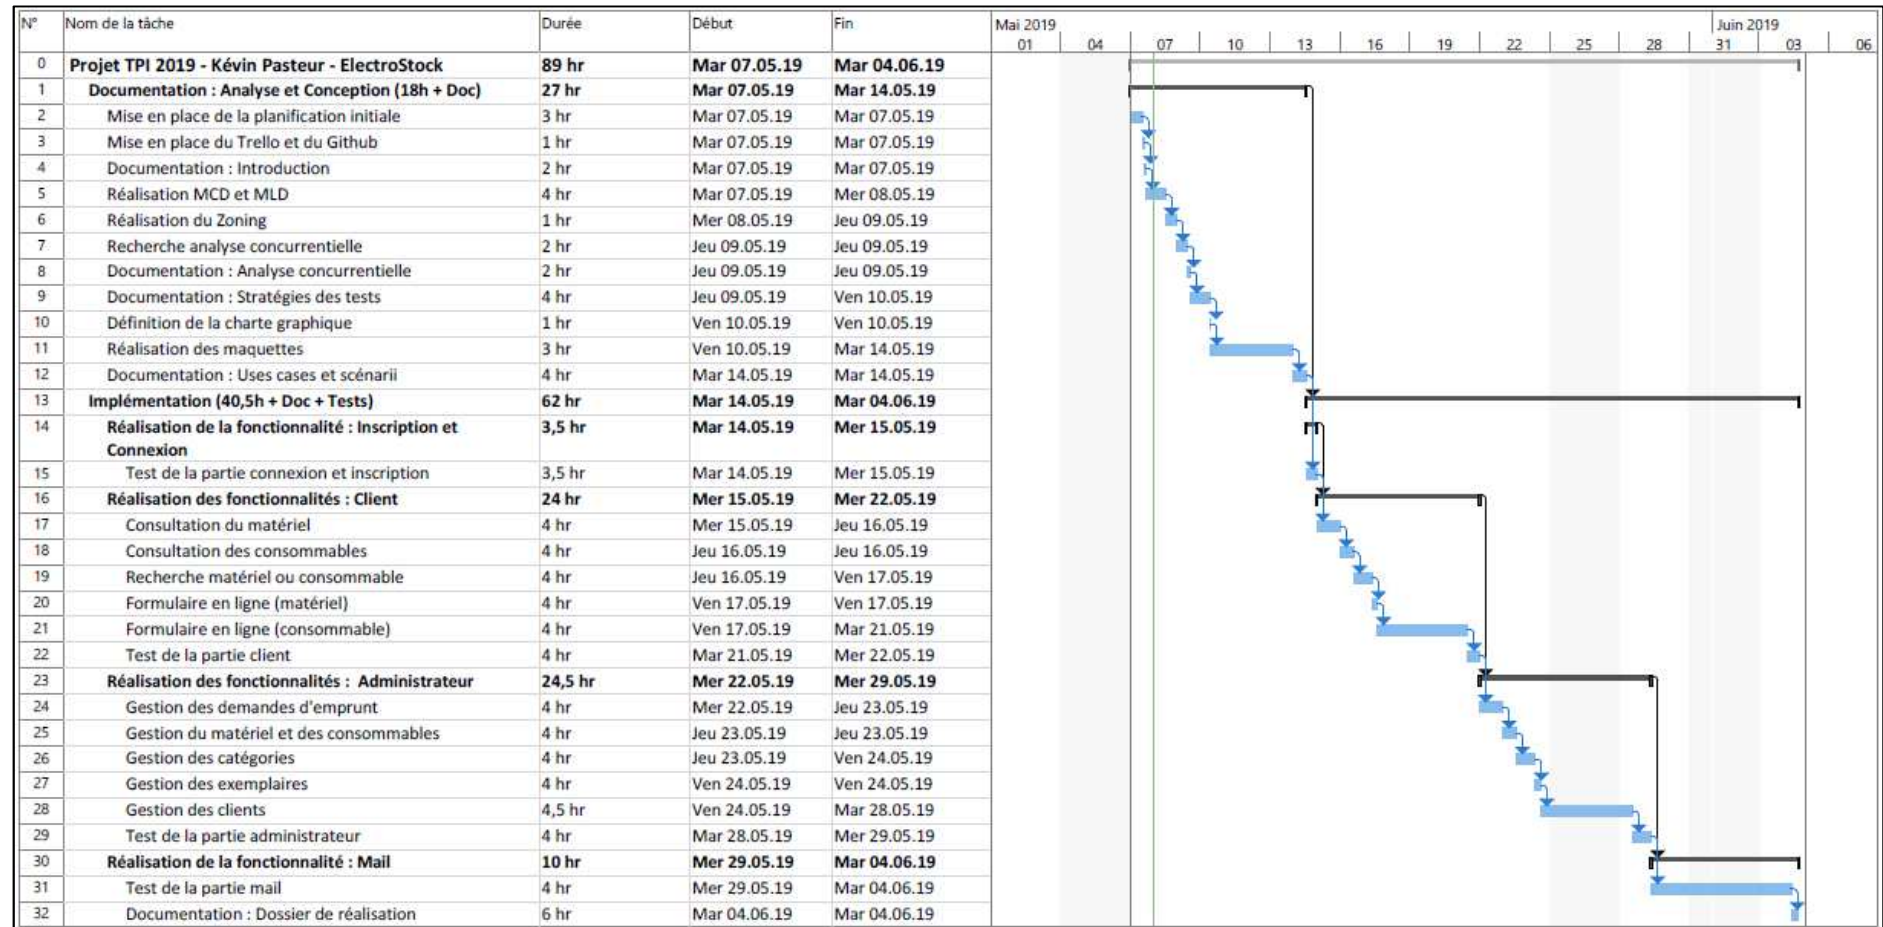 N° Nom de la tâche Durée Début Fin Mai 2019 Juin 2019
01 04 07 10 13 16 19 22 25 28 31 03 06
0 Projet TPI 2019 - Kévin Pasteur - ElectroStock 89 hr Mar 07.05.19 Mar 04.06.19
1 Documentation : Analyse et Conception (18h + Doc) 27 hr Mar 07.05.19 Mar 14.05.19
2 Mise en place de la planification initiale 3 hr Mar 07.05.19 Mar 07.05.19
3 Mise en place du Trello et du Github 1 hr Mar 07.05.19 Mar 07.05.19
4 Documentation : Introduction 2 hr Mar 07.05.19 Mar 07.05.19
5 Réalisation MCD et MLD 4 hr Mar 07.05.19 Mer 08.05.19
6 Réalisation du Zoning 1 hr Mer 08.05.19 Jeu 09.05.19
7 Recherche analyse concurrentielle 2 hr Jeu 09.05.19 Jeu 09.05.19
8 Documentation : Analyse concurrentielle 2 hr Jeu 09.05.19 Jeu 09.05.19
9 Documentation : Stratégies des tests 4 hr Jeu 09.05.19 Ven 10.05.19
10 Définition de la charte graphique 1 hr Ven 10.05.19 Ven 10.05.19
11 Réalisation des maquettes 3 hr Ven 10.05.19 Mar 14.05.19
12 Documentation : Uses cases et scénarii 4 hr Mar 14.05.19 Mar 14.05.19
13 Implémentation (40,5h + Doc + Tests) 62 hr Mar 14.05.19 Mar 04.06.19
14 Réalisation de la fonctionnalité : Inscription et 3,5 hr Mar 14.05.19 Mer 15.05.19
Connexion
15 Test de la partie connexion et inscription 3,5 hr Mar 14.05.19 Mer 15.05.19
16 Réalisation des fonctionnalités : Client 24 hr Mer 15.05.19 Mer 22.05.19
17 Consultation du matériel 4 hr Mer 15.05.19 Jeu 16.05.19
18 Consultation des consommables 4 hr Jeu 16.05.19 Jeu 16.05.19
19 Recherche matériel ou consommable 4 hr Jeu 16.05.19 Ven 17.05.19
20 Formulaire en ligne (matériel) 4 hr Ven 17.05.19 Ven 17.05.19
21 Formulaire en ligne (consommable) 4 hr Ven 17.05.19 Mar 21.05.19
22 Test de la partie client 4 hr Mar 21.05.19 Mer 22.05.19
23 Réalisation des fonctionnalités : Administrateur 24,5 hr Mer 22.05.19 Mer 29.05.19
24 Gestion des demandes d'emprunt 4 hr Mer 22.05.19 Jeu 23.05.19
25 Gestion du matériel et des consommables 4 hr Jeu 23.05.19 Jeu 23.05.19
26 Gestion des catégories 4 hr Jeu 23.05.19 Ven 24.05.19
27 Gestion des exemplaires 4 hr Ven 24.05.19 Ven 24.05.19
28 Gestion des clients 4,5 hr Ven 24.05.19 Mar 28.05.19
29 Test de la partie administrateur 4 hr Mar 28.05.19 Mer 29.05.19
30 Réalisation de la fonctionnalité : Mail 10 hr Mer 29.05.19 Mar 04.06.19
31 Test de la partie mail 4 hr Mer 29.05.19 Mar 04.06.19
32 Documentation : Dossier de réalisation 6 hr Mar 04.06.19 Mar 04.06.19